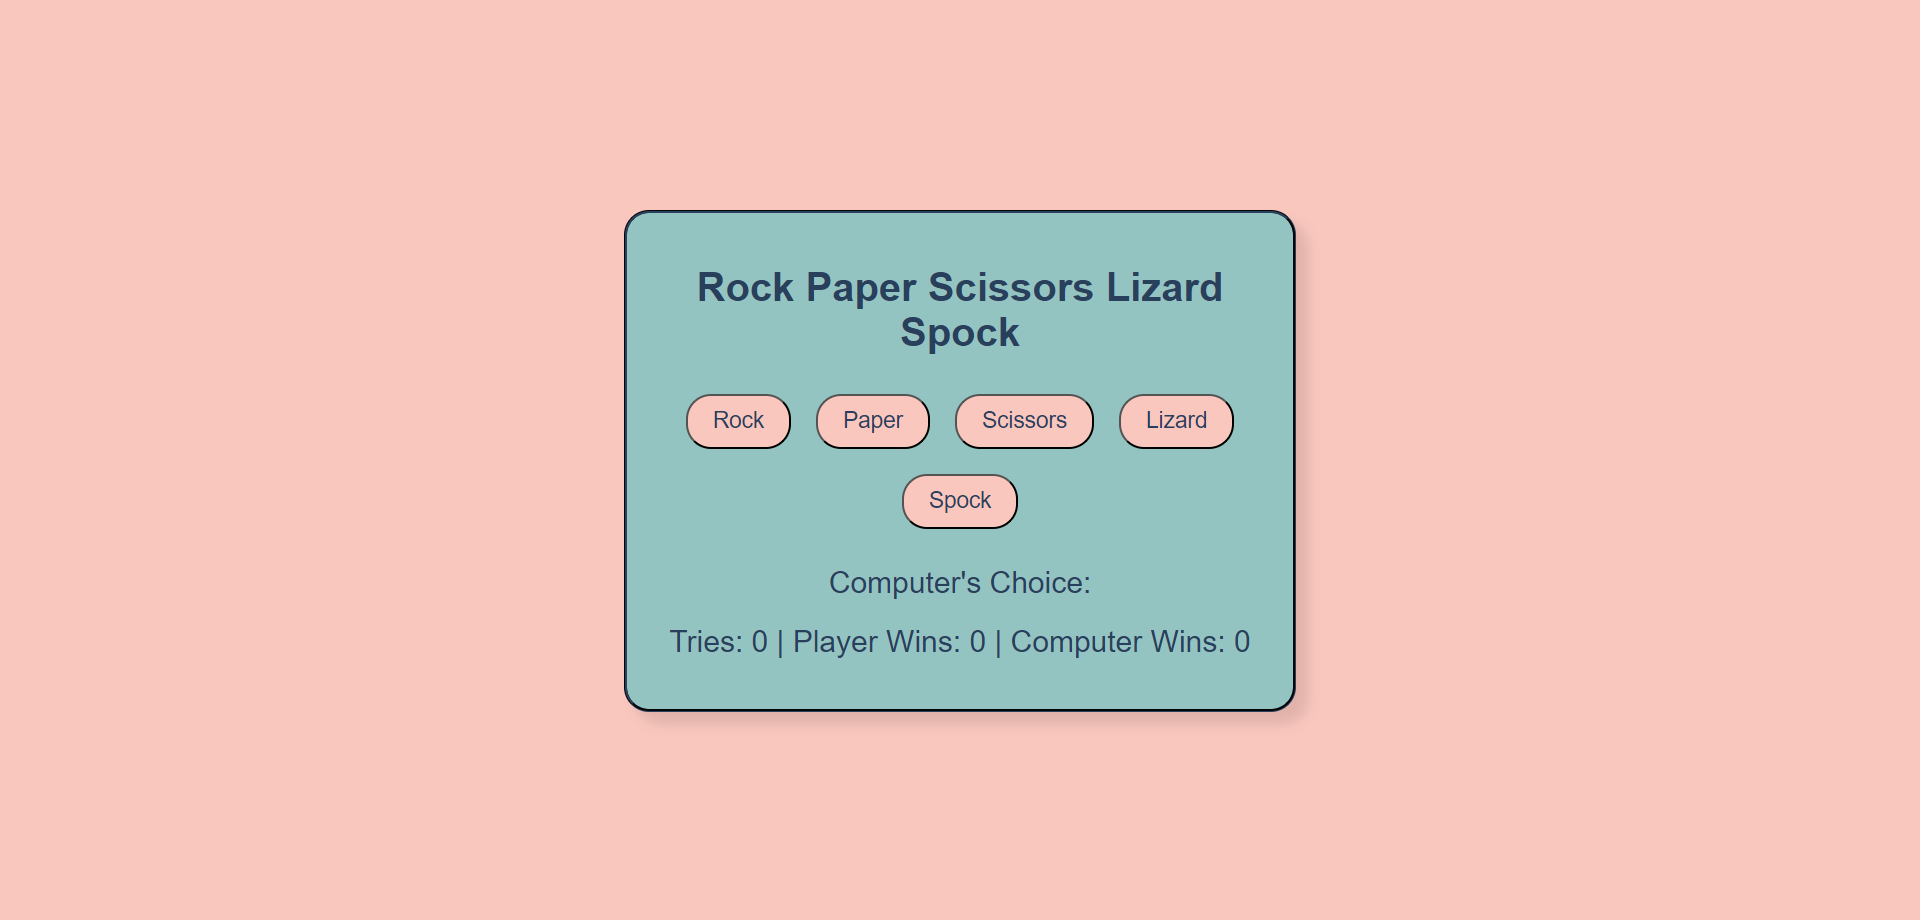 Rock Paper Scissors Lizard
Spock
Rock Paper Scissors Lizard
Spock
Computer's Choice:
Tries: 0 | Player Wins: 0 | Computer Wins: 0